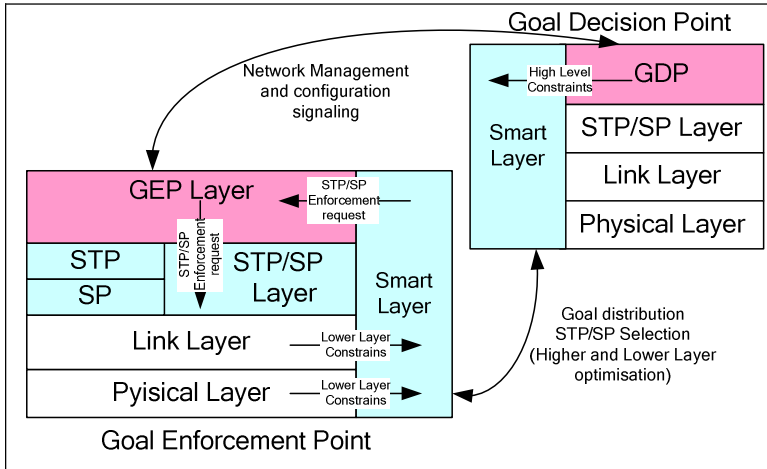 Goal Decision Point
Network Management
and configuration
signaling
High Level
Constraints
GDP
Smart
Layer
STP/SP Layer
Link Layer
Physical Layer
GEP Layer
STP/SP
Enforcement
request
STP/SP
Enforcement
request
STP
SP
STP/SP
Layer
Smart
Layer
Link Layer
Lower Layer
Constrains
Pyisical Layer
Lower Layer
Constrains
Goal distribution
STP/SP Selection
(Higher and Lower Layer
optimisation)
Goal Enforcement Point